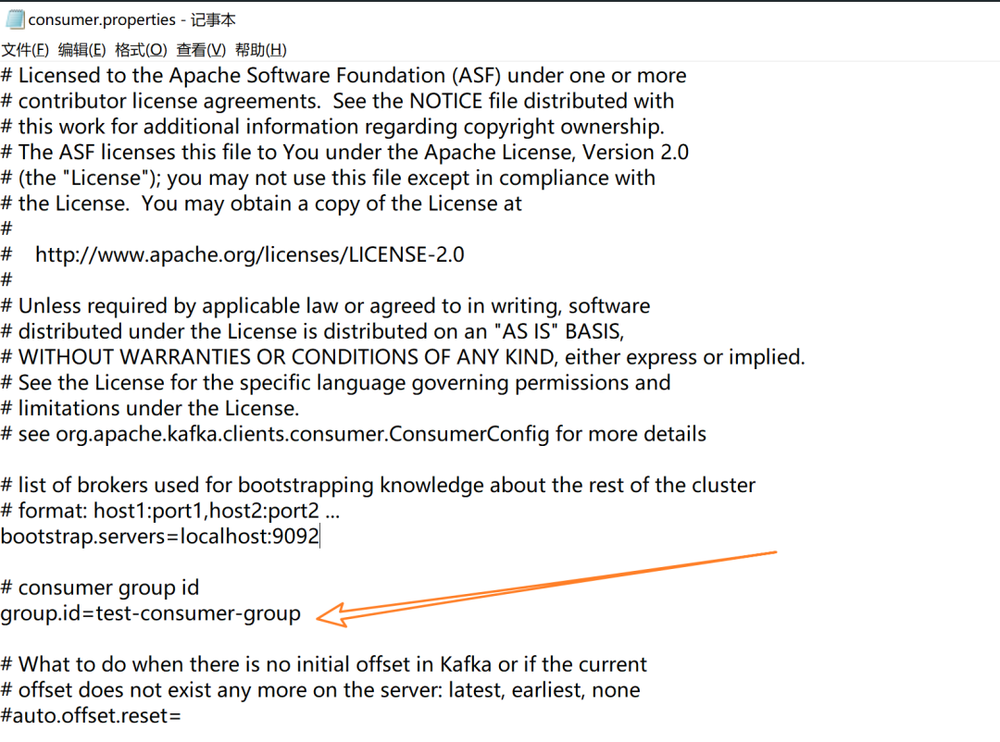 consumer.properties - 记事本
文件(F) 编辑(E) 格式(O) 查看(V) 帮助(H)
# Licensed to the Apache Software Foundation (ASF) under one or more
# contributor license agreements.  See the NOTICE file distributed with
# this work for additional information regarding copyright ownership.
# The ASF licenses this file to You under the Apache License, Version 2.0
# (the "License"); you may not use this file except in compliance with
# the License.  You may obtain a copy of the License at
#
#    http://www.apache.org/licenses/LICENSE-2.0
#
# Unless required by applicable law or agreed to in writing, software
# distributed under the License is distributed on an "AS IS" BASIS,
# WITHOUT WARRANTIES OR CONDITIONS OF ANY KIND, either express or implied.
# See the License for the specific language governing permissions and
# limitations under the License.
# see org.apache.kafka.clients.consumer.ConsumerConfig for more details

# list of brokers used for bootstrapping knowledge about the rest of the cluster
# format: host1:port1,host2:port2 ...
bootstrap.servers=localhost:9092

# consumer group id
group.id=test-consumer-group

# What to do when there is no initial offset in Kafka or if the current
# offset does not exist any more on the server: latest, earliest, none
#auto.offset.reset=